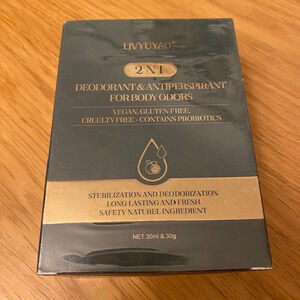 LIVYUYAO
2 N 1
DEODORANT & ANTIPERSPIRANT
FOR BODY ODORS
VEGAN, GLUTEN FREE,
CRUELTY FREE - CONTAINS PROBIOTICS
STERILIZATION AND DEODORIZATION
LONG LASTING AND FRESH
SAFETY NATUREL INGREDIENT
NET 30ml & 30g